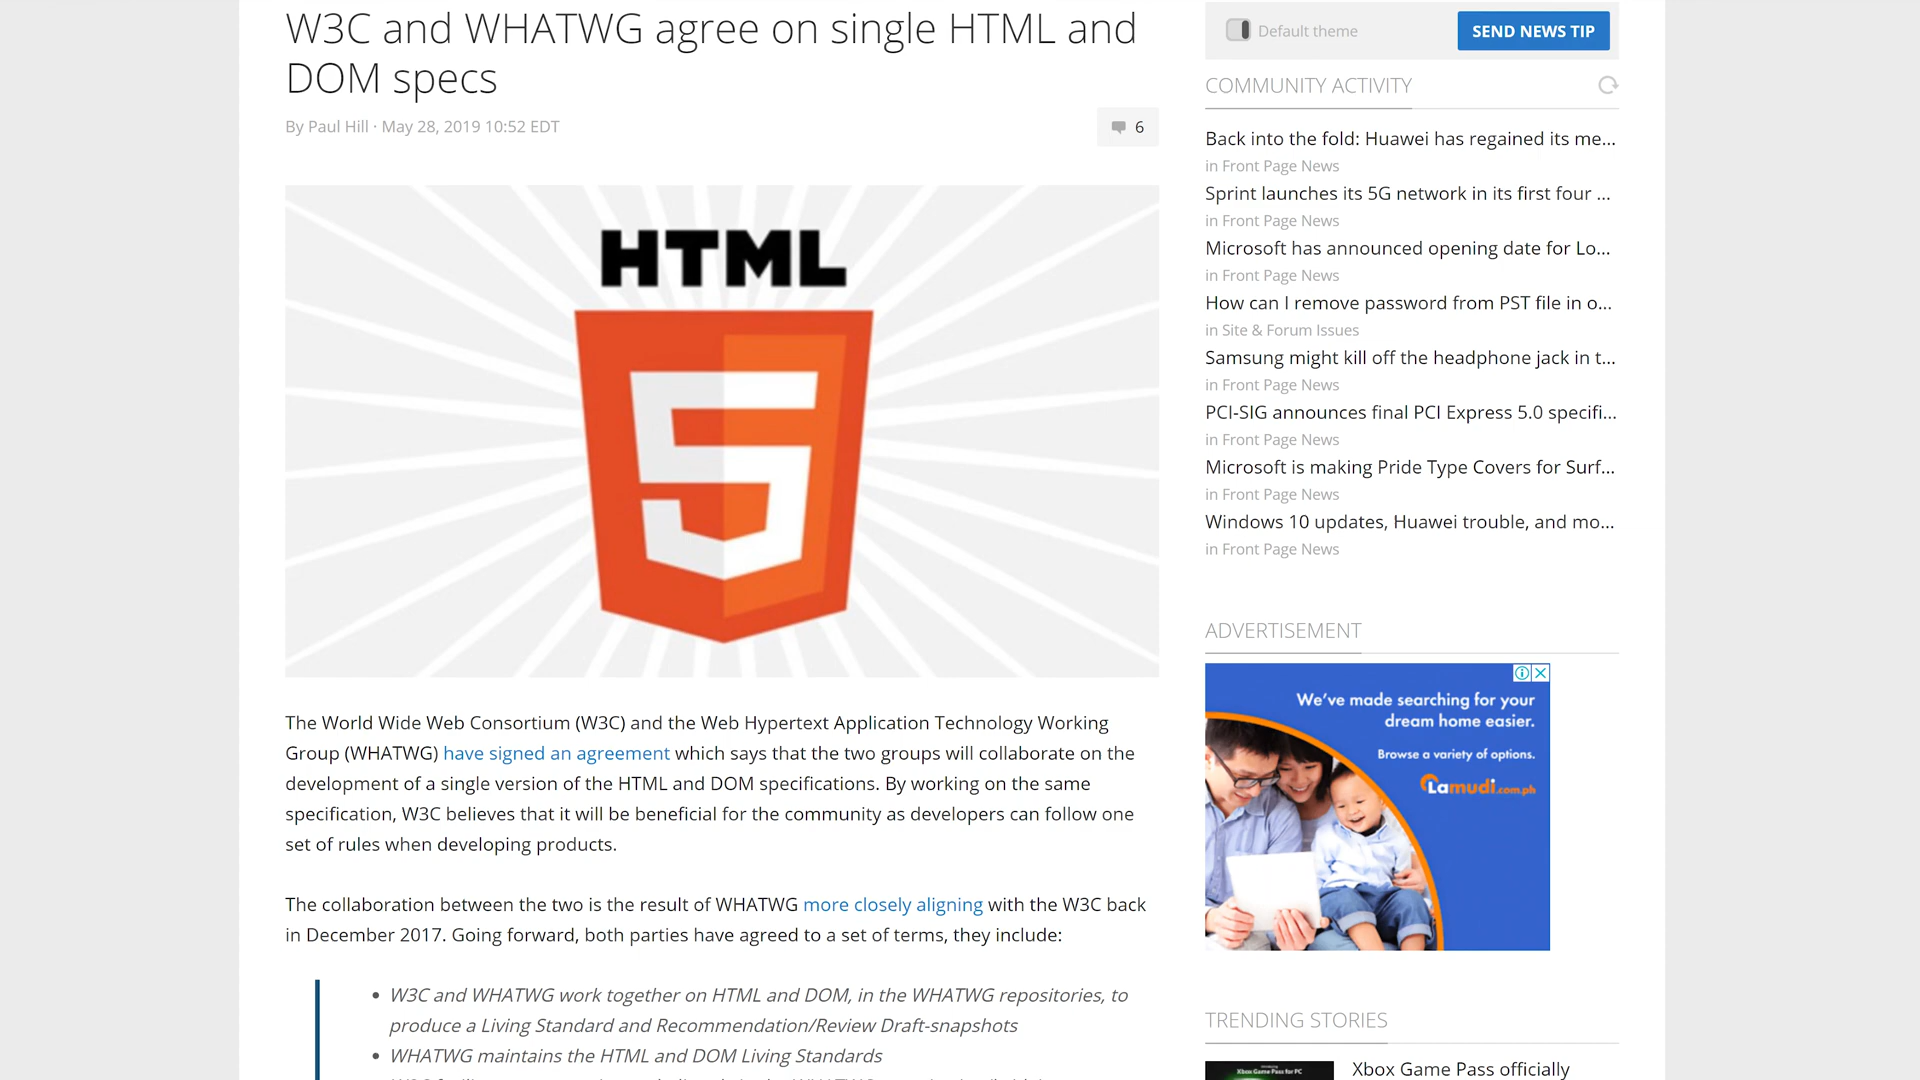 W3C and WHATWG agree on single HTML and
DOM specs
By Paul Hill · May 28, 2019 10:52 EDT
6
HTML
5
The World Wide Web Consortium (W3C) and the Web Hypertext Application Technology Working
Group (WHATWG) have signed an agreement which says that the two groups will collaborate on the
development of a single version of the HTML and DOM specifications. By working on the same
specification, W3C believes that it will be beneficial for the community as developers can follow one
set of rules when developing products.
The collaboration between the two is the result of WHATWG more closely aligning with the W3C back
in December 2017. Going forward, both parties have agreed to a set of terms, they include:
• W3C and WHATWG work together on HTML and DOM, in the WHATWG repositories, to
produce a Living Standard and Recommendation/Review Draft-snapshots
• WHATWG maintains the HTML and DOM Living Standards
Default theme
SEND NEWS TIP
COMMUNITY ACTIVITY
Back into the fold: Huawei has regained its me...
in Front Page News
Sprint launches its 5G network in its first four ...
in Front Page News
Microsoft has announced opening date for Lo...
in Front Page News
How can I remove password from PST file in o...
in Site & Forum Issues
Samsung might kill off the headphone jack in t...
in Front Page News
PCI-SIG announces final PCI Express 5.0 specifi...
in Front Page News
Microsoft is making Pride Type Covers for Surf...
in Front Page News
Windows 10 updates, Huawei trouble, and mo...
in Front Page News
ADVERTISEMENT
We've made searching for your
dream home easier.
Browse a variety of options.
Lamudi.com.ph
TRENDING STORIES
Xbox Game Pass for PC
Xbox Game Pass officially